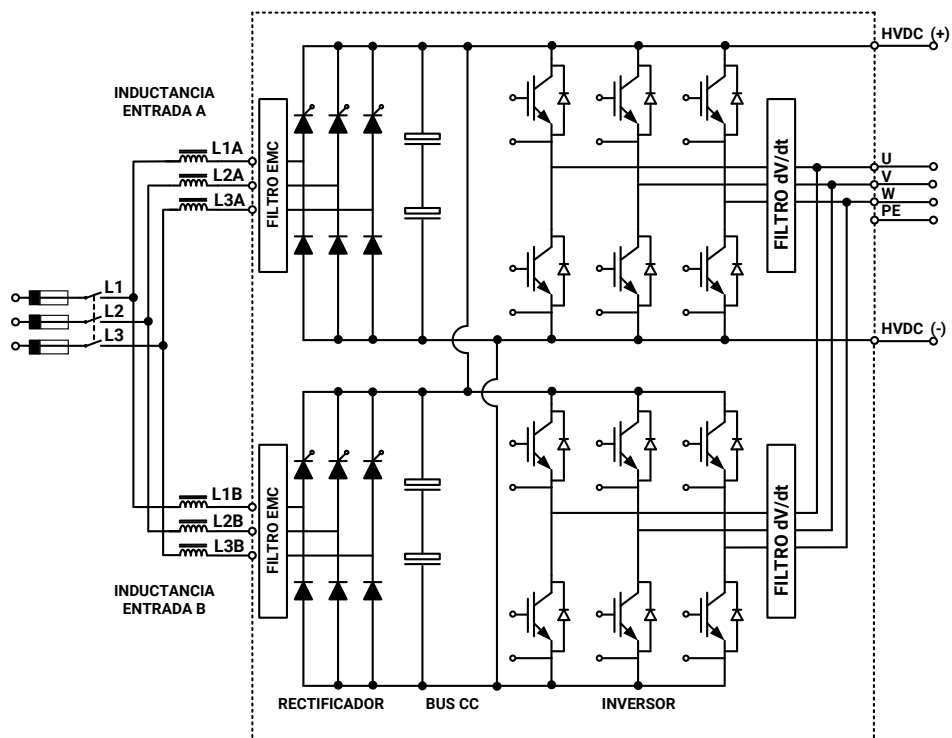 HVDC (+)
INDUCTANCIA
ENTRADA A
L1A
L2A
L3A
FILTRO EMC
FILTRO dV/dt
U
V
W
PE
L1
L2
L3
HVDC (-)
L1B
L2B
L3B
FILTRO EMC
FILTRO dV/dt
INDUCTANCIA
ENTRADA B
RECTIFICADOR
BUS CC
INVERSOR